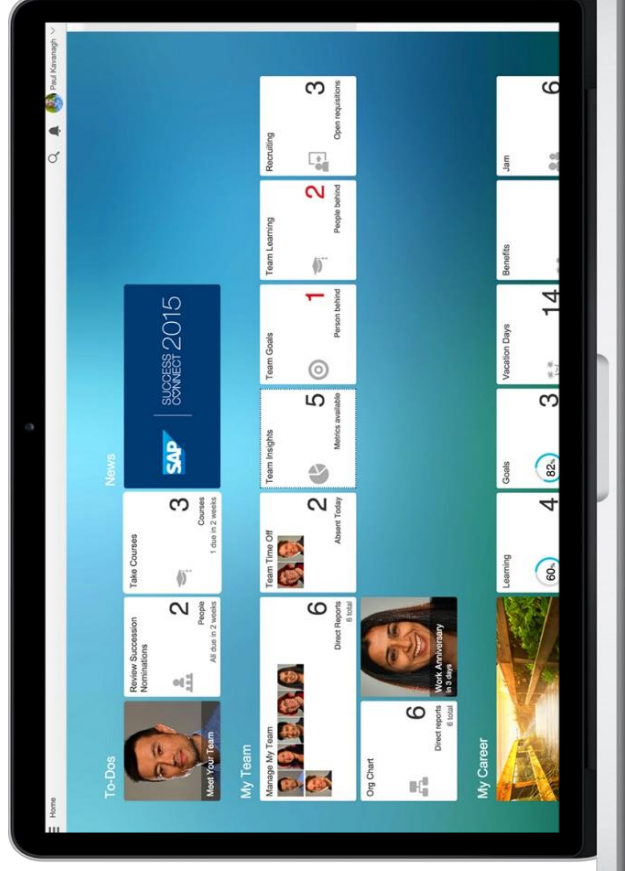 Home
Paul Kavanagh
To-Dos
News
Meet Your Team
Review Succession
Nominations
2
People
All due in 2 weeks
Take Courses
3
Courses
1 due in 2 weeks
SAP
SUCCESS
CONNECT 2015
My Team
Manage My Team
6
Direct Reports
6 total
Team Time Off
2
Absent Today
Team Insights
5
Metrics available
Team Goals
1
Person behind
Team Learning
2
People behind
Recruiting
3
Open requisitions
Org Chart
6
Direct reports
6 total
Work Anniversary
in 3 days
My Career
Learning
60%
4
Goals
82%
3
Vacation Days
14
Benefits
Jam
6